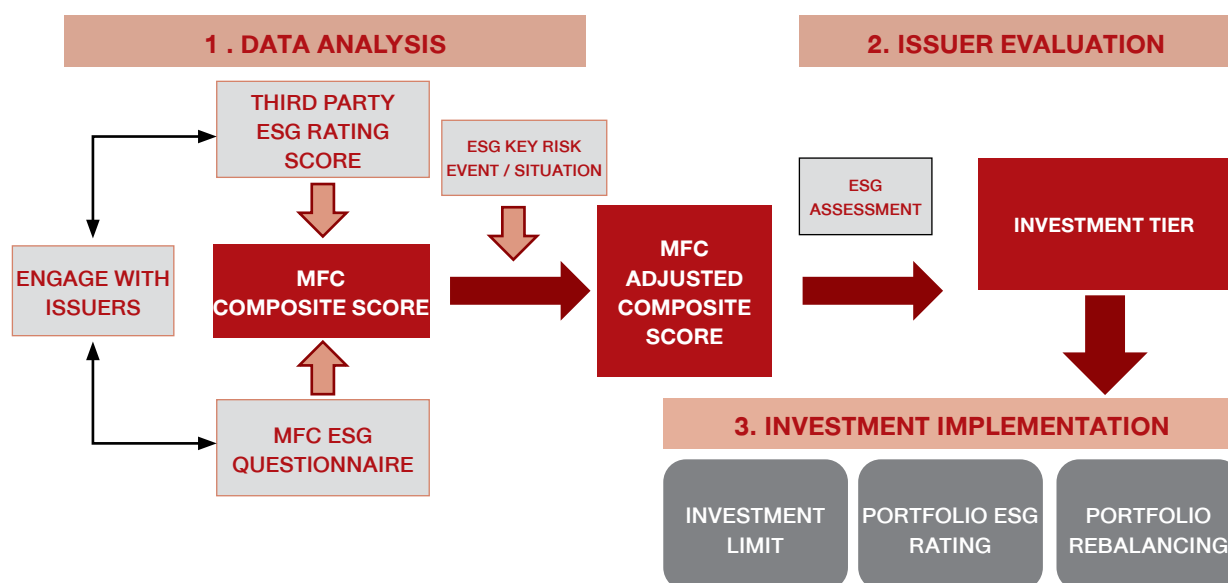 1 . DATA ANALYSIS
2. ISSUER EVALUATION
THIRD PARTY
ESG RATING
SCORE
ESG KEY RISK
EVENT / SITUATION
ESG
ASSESSMENT
INVESTMENT TIER
ENGAGE WITH
ISSUERS
MFC
COMPOSITE SCORE
MFC
ADJUSTED
COMPOSITE
SCORE
MFC ESG
QUESTIONNAIRE
3. INVESTMENT IMPLEMENTATION
INVESTMENT
LIMIT
PORTFOLIO ESG
RATING
PORTFOLIO
REBALANCING